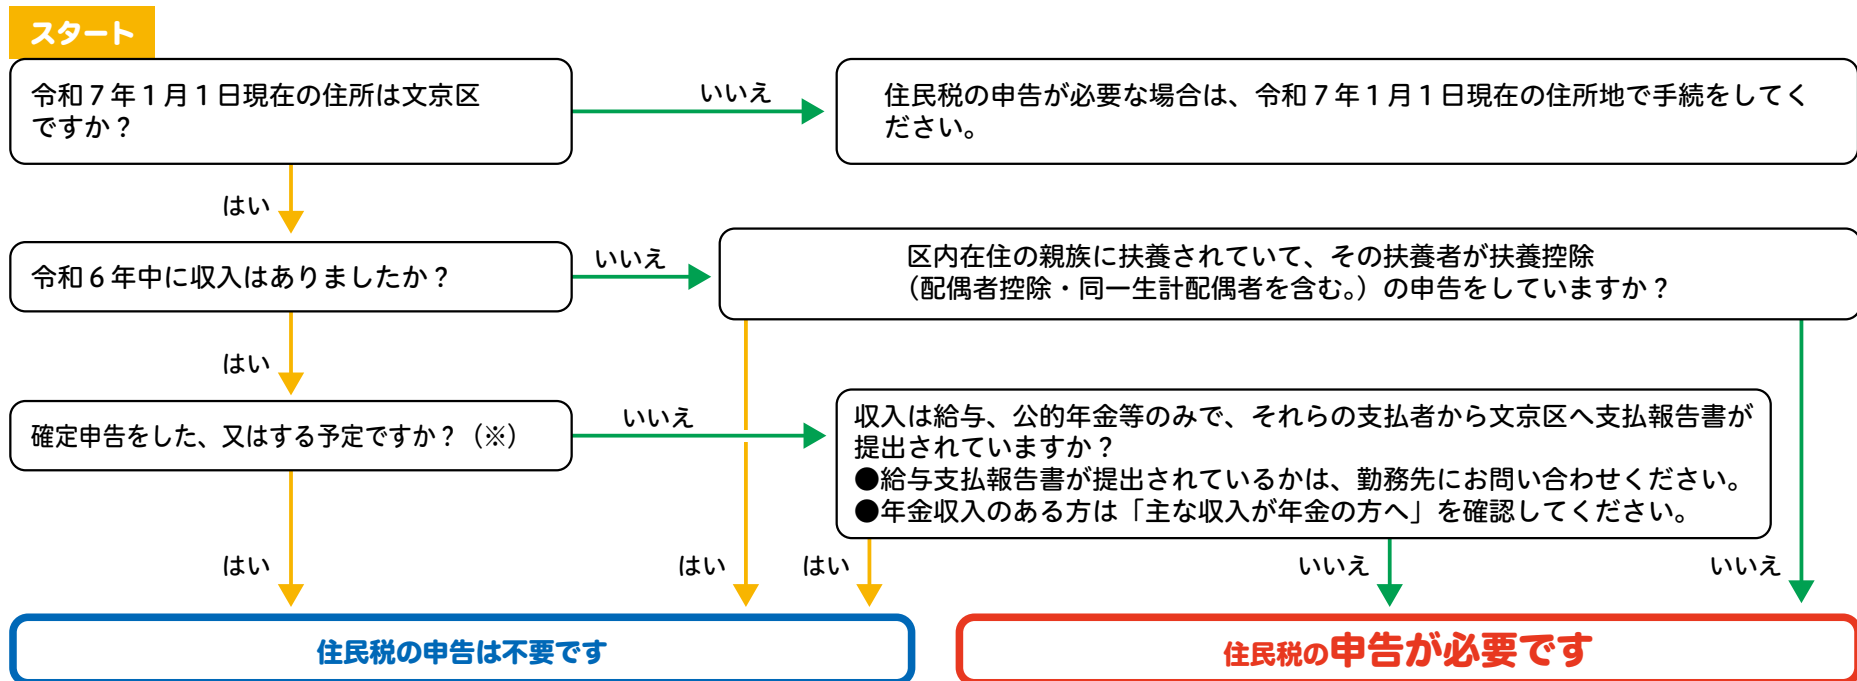 スタート
令和7年1月1日現在の住所は文京区
ですか？
いいえ
住民税の申告が必要な場合は、令和7年1月1日現在の住所地で手続をしてく
ださい。
はい
令和6年中に収入はありましたか？
いいえ
区内在住の親族に扶養されていて、その扶養者が扶養控除
（配偶者控除・同一生計配偶者を含む。）の申告をしていますか？
はい
確定申告をした、又はする予定ですか？（※）
いいえ
収入は給与、公的年金等のみで、それらの支払者から文京区へ支払報告書が
提出されていますか？
●給与支払報告書が提出されているかは、勤務先にお問い合わせください。
●年金収入のある方は「主な収入が年金の方へ」を確認してください。
はい
はい
はい
いいえ
いいえ
住民税の申告は不要です
住民税の申告が必要です